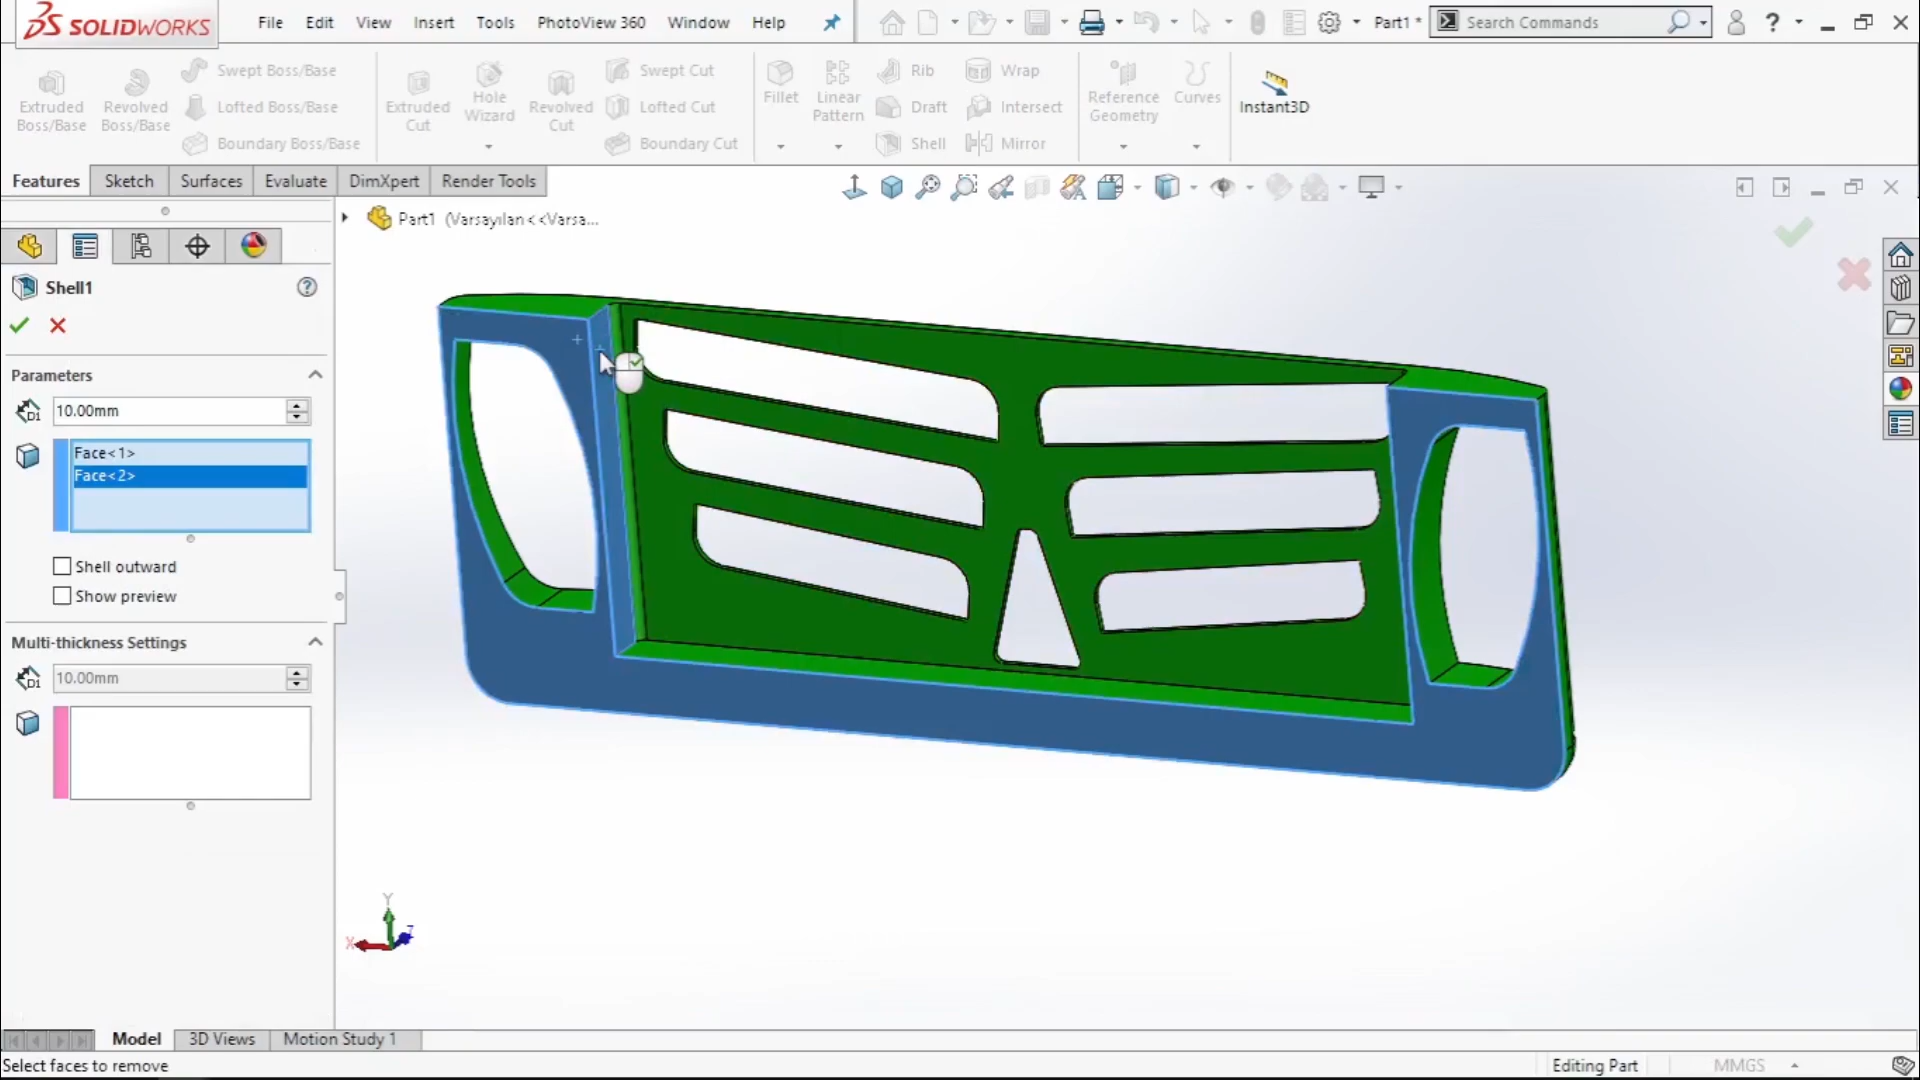 SOLIDWORKS
File Edit View Insert Tools PhotoView 360 Window Help
Part1 *
Search Commands
?
Extruded Boss/Base
Revolved Boss/Base
Swept Boss/Base
Lofted Boss/Base
Boundary Boss/Base
Extruded Cut
Hole Wizard
Revolved Cut
Swept Cut
Lofted Cut
Boundary Cut
Fillet
Linear Pattern
Rib
Draft
Shell
Wrap
Intersect
Mirror
Reference Geometry
Curves
Instant3D
Features Sketch Surfaces Evaluate DimXpert Render Tools
Part1 (Varsayılan<<Varsa...
Shell1
?
Parameters
D1
10.00mm
Face<1>
Face<2>
Shell outward
Show preview
Multi-thickness Settings
D1
10.00mm
Y
X
Z
Model 3D Views Motion Study 1
Select faces to remove
Editing Part
MMGS